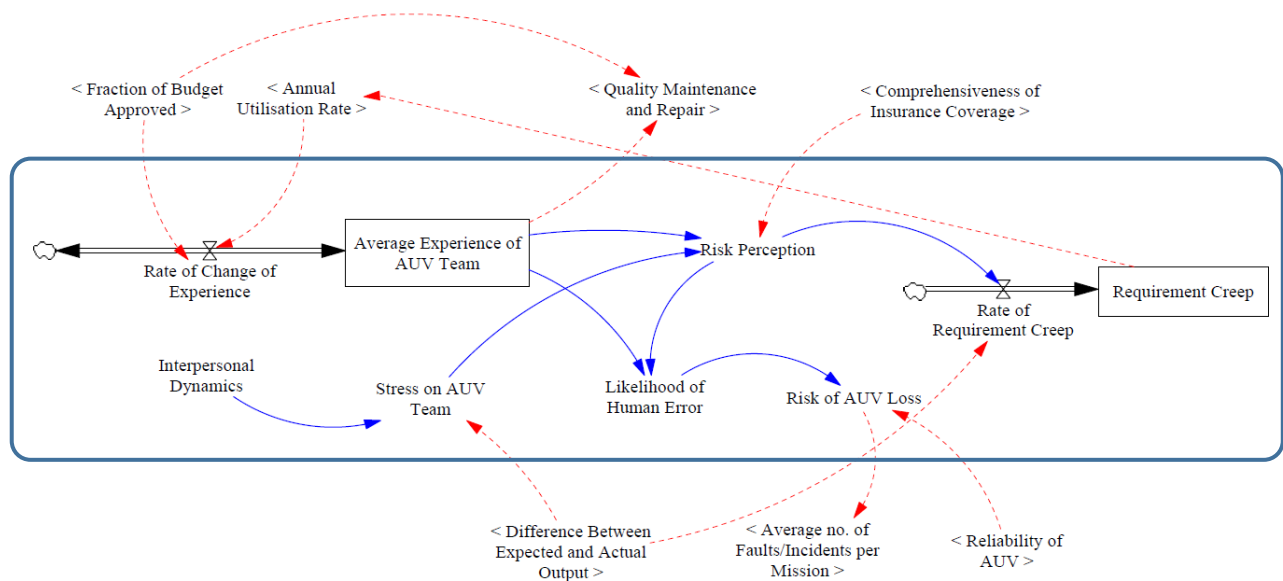 < Fraction of Budget
Approved >
< Annual
Utilisation Rate >
< Quality Maintenance
and Repair >
< Comprehensiveness of
Insurance Coverage >
Average Experience of
AUV Team
Risk Perception
Rate of Change of
Experience
Requirement Creep
Rate of
Requirement Creep
Interpersonal
Dynamics
Stress on AUV
Team
Likelihood of
Human Error
Risk of AUV Loss
< Difference Between
Expected and Actual
Output >
< Average no. of
Faults/Incidents per
Mission >
< Reliability of
AUV >